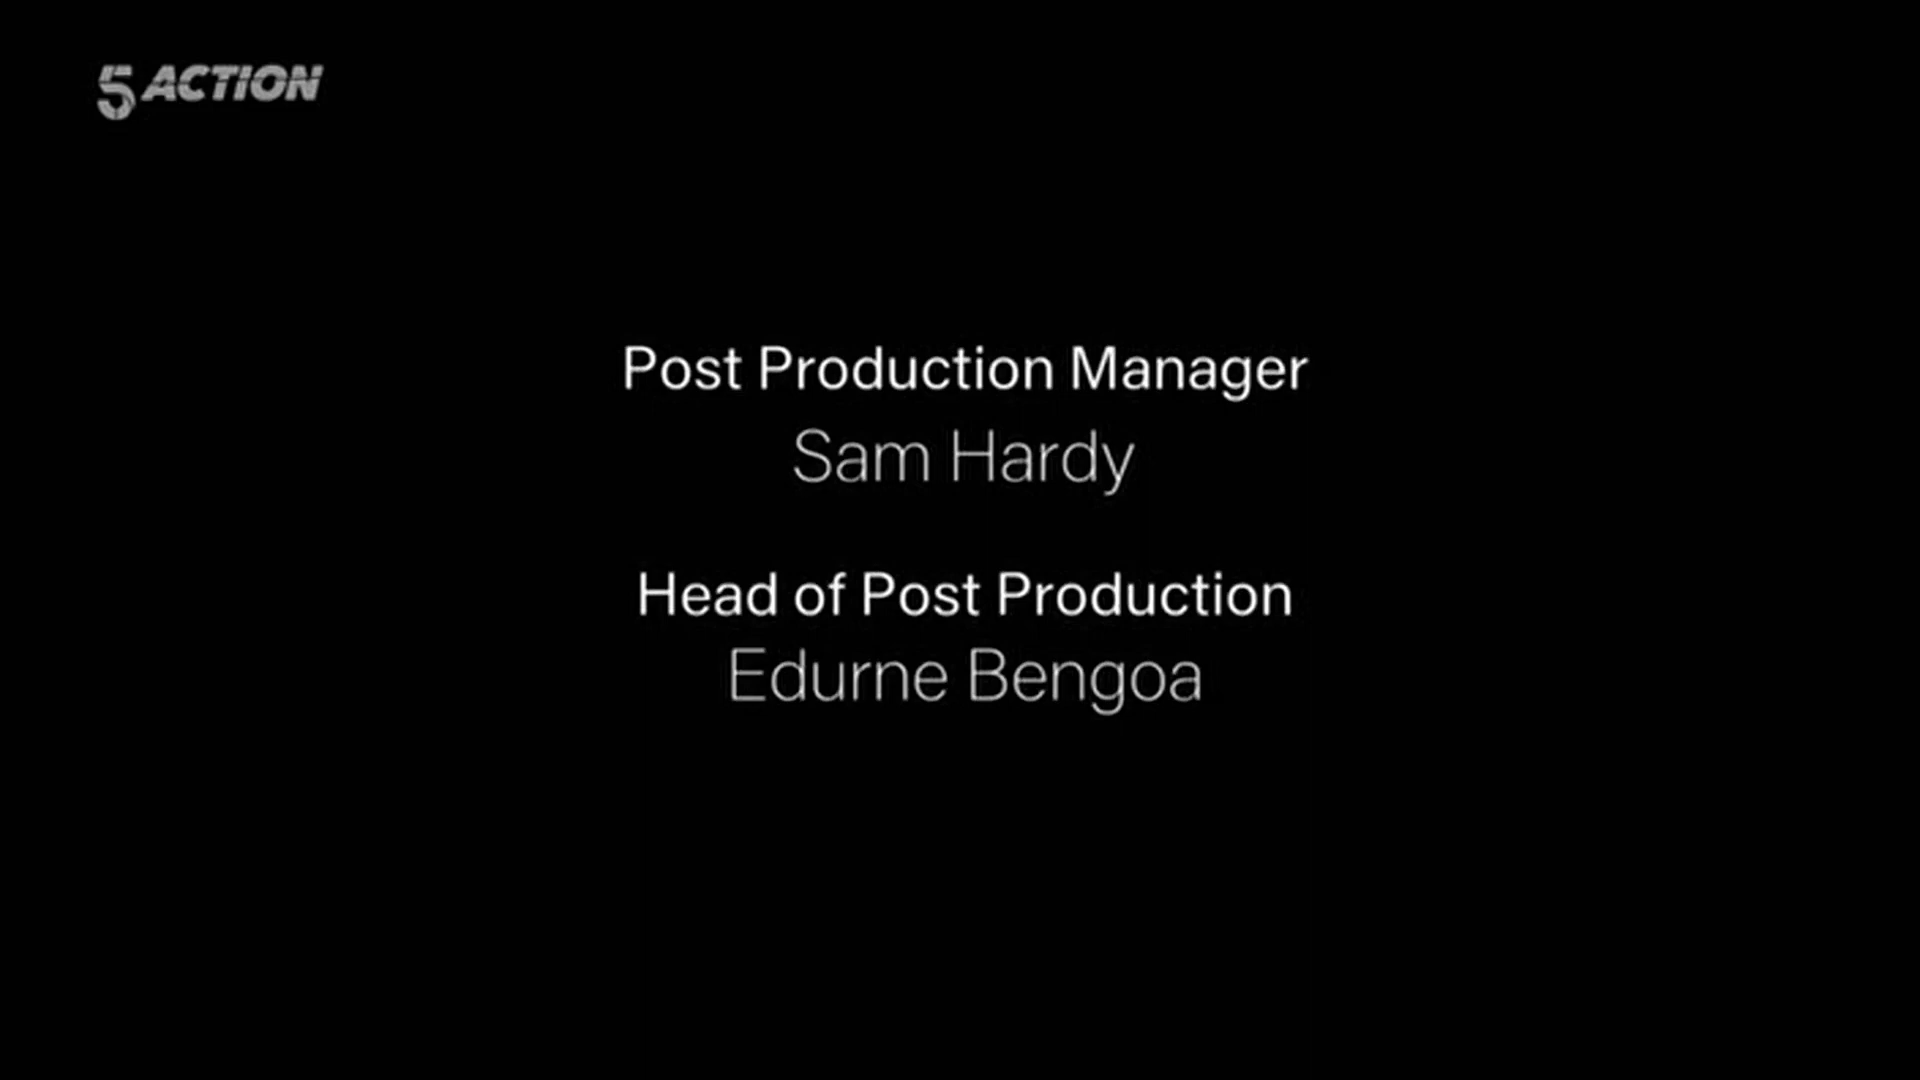 5 ACTION
Post Production Manager
Sam Hardy
Head of Post Production
Edurne Bengoa